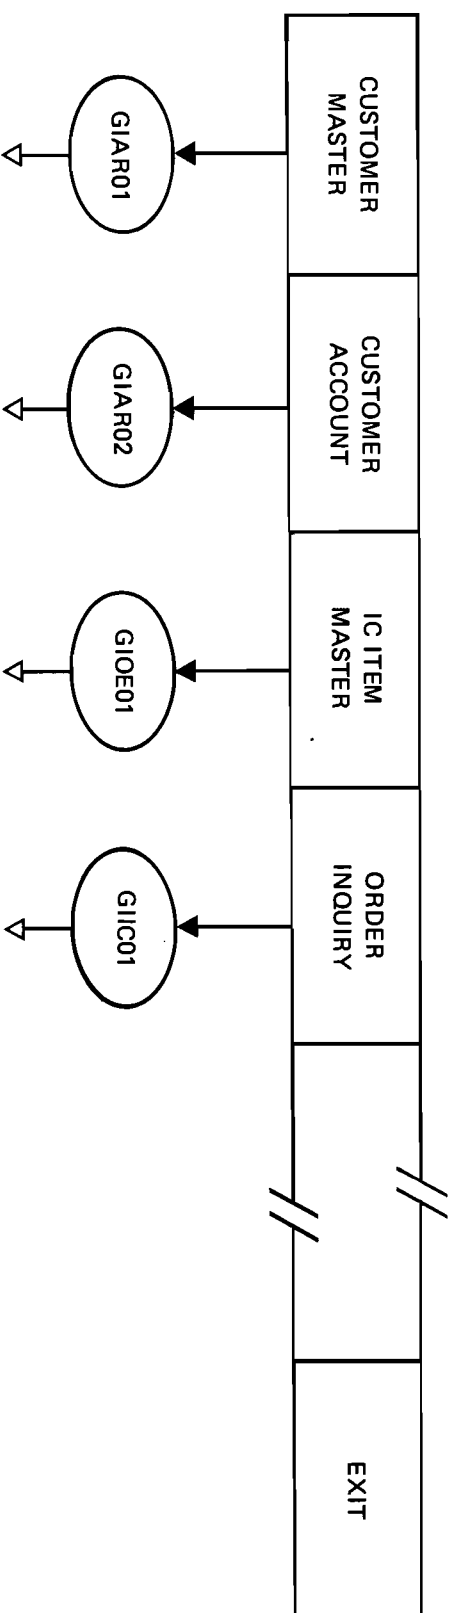 CUSTOMER
MASTER
CUSTOMER
ACCOUNT
IC ITEM
MASTER
ORDER
INQUIRY
EXIT
GIAR01
GIAR02
GIOE01
GIIC01